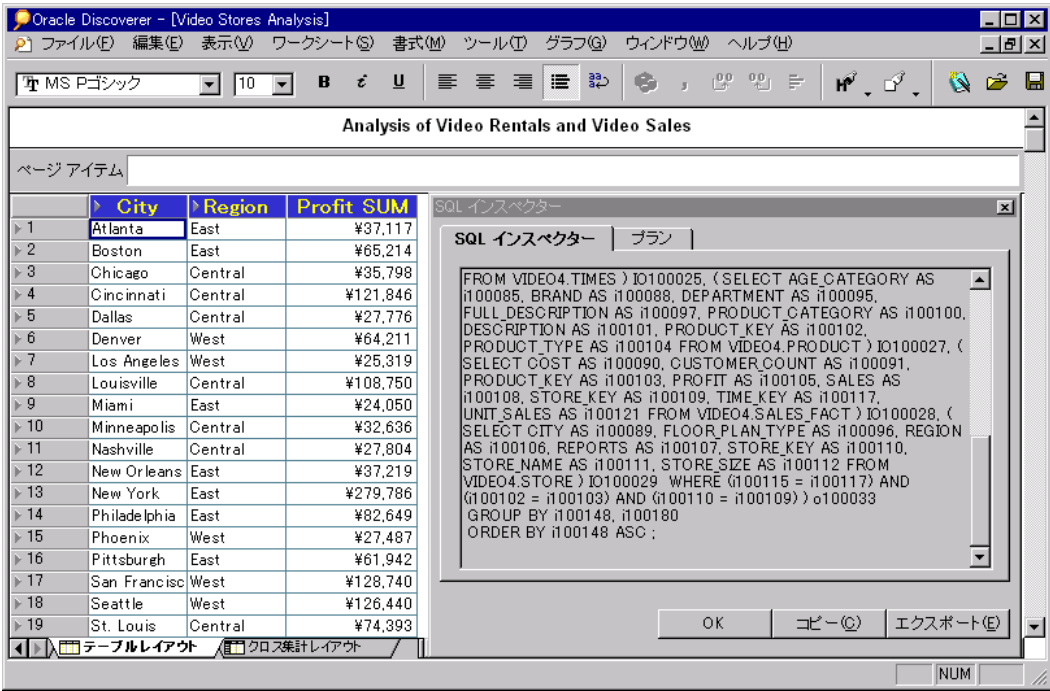 Oracle Discoverer - [Video Stores Analysis]
ファイル(F) 編集(E) 表示(V) ワークシート(S) 書式(M) ツール(T) グラフ(G) ウィンドウ(W) ヘルプ(H)
MS Pゴシック 10 B i U
Analysis of Video Rentals and Video Sales
ページ アイテム
City Region Profit SUM
1 Atlanta East ¥37,117
2 Boston East ¥65,214
3 Chicago Central ¥35,798
4 Cincinnati Central ¥121,846
5 Dallas Central ¥27,776
6 Denver West ¥64,211
7 Los Angeles West ¥25,319
8 Louisville Central ¥108,750
9 Miami East ¥24,050
10 Minneapolis Central ¥32,636
11 Nashville Central ¥27,804
12 New Orleans East ¥37,219
13 New York East ¥279,786
14 Philadelphia East ¥82,649
15 Phoenix West ¥27,487
16 Pittsburgh East ¥61,942
17 San Francisc West ¥128,740
18 Seattle West ¥126,440
19 St. Louis Central ¥74,393
テーブルレイアウト クロス集計レイアウト
SQL インスペクター
SQL インスペクター プラン
FROM VIDEO4.TIMES ) IO100025, ( SELECT AGE_CATEGORY AS
i100085, BRAND AS i100088, DEPARTMENT AS i100095,
FULL_DESCRIPTION AS i100097, PRODUCT_CATEGORY AS i100100,
DESCRIPTION AS i100101, PRODUCT_KEY AS i100102,
PRODUCT_TYPE AS i100104 FROM VIDEO4.PRODUCT ) IO100027, (
SELECT COST AS i100090, CUSTOMER_COUNT AS i100091,
PRODUCT_KEY AS i100103, PROFIT AS i100105, SALES AS
i100108, STORE_KEY AS i100109, TIME_KEY AS i100117,
UNIT_SALES AS i100121 FROM VIDEO4.SALES_FACT ) IO100028, (
SELECT CITY AS i100089, FLOOR_PLAN_TYPE AS i100096, REGION
AS i100106, REPORTS AS i100107, STORE_KEY AS i100110,
STORE_NAME AS i100111, STORE_SIZE AS i100112 FROM
VIDEO4.STORE ) IO100029 WHERE (i100115 = i100117) AND
(i100102 = i100103) AND (i100110 = i100109) ) o100033
GROUP BY i100148, i100180
ORDER BY i100148 ASC ;
OK コピー(C) エクスポート(E)
NUM